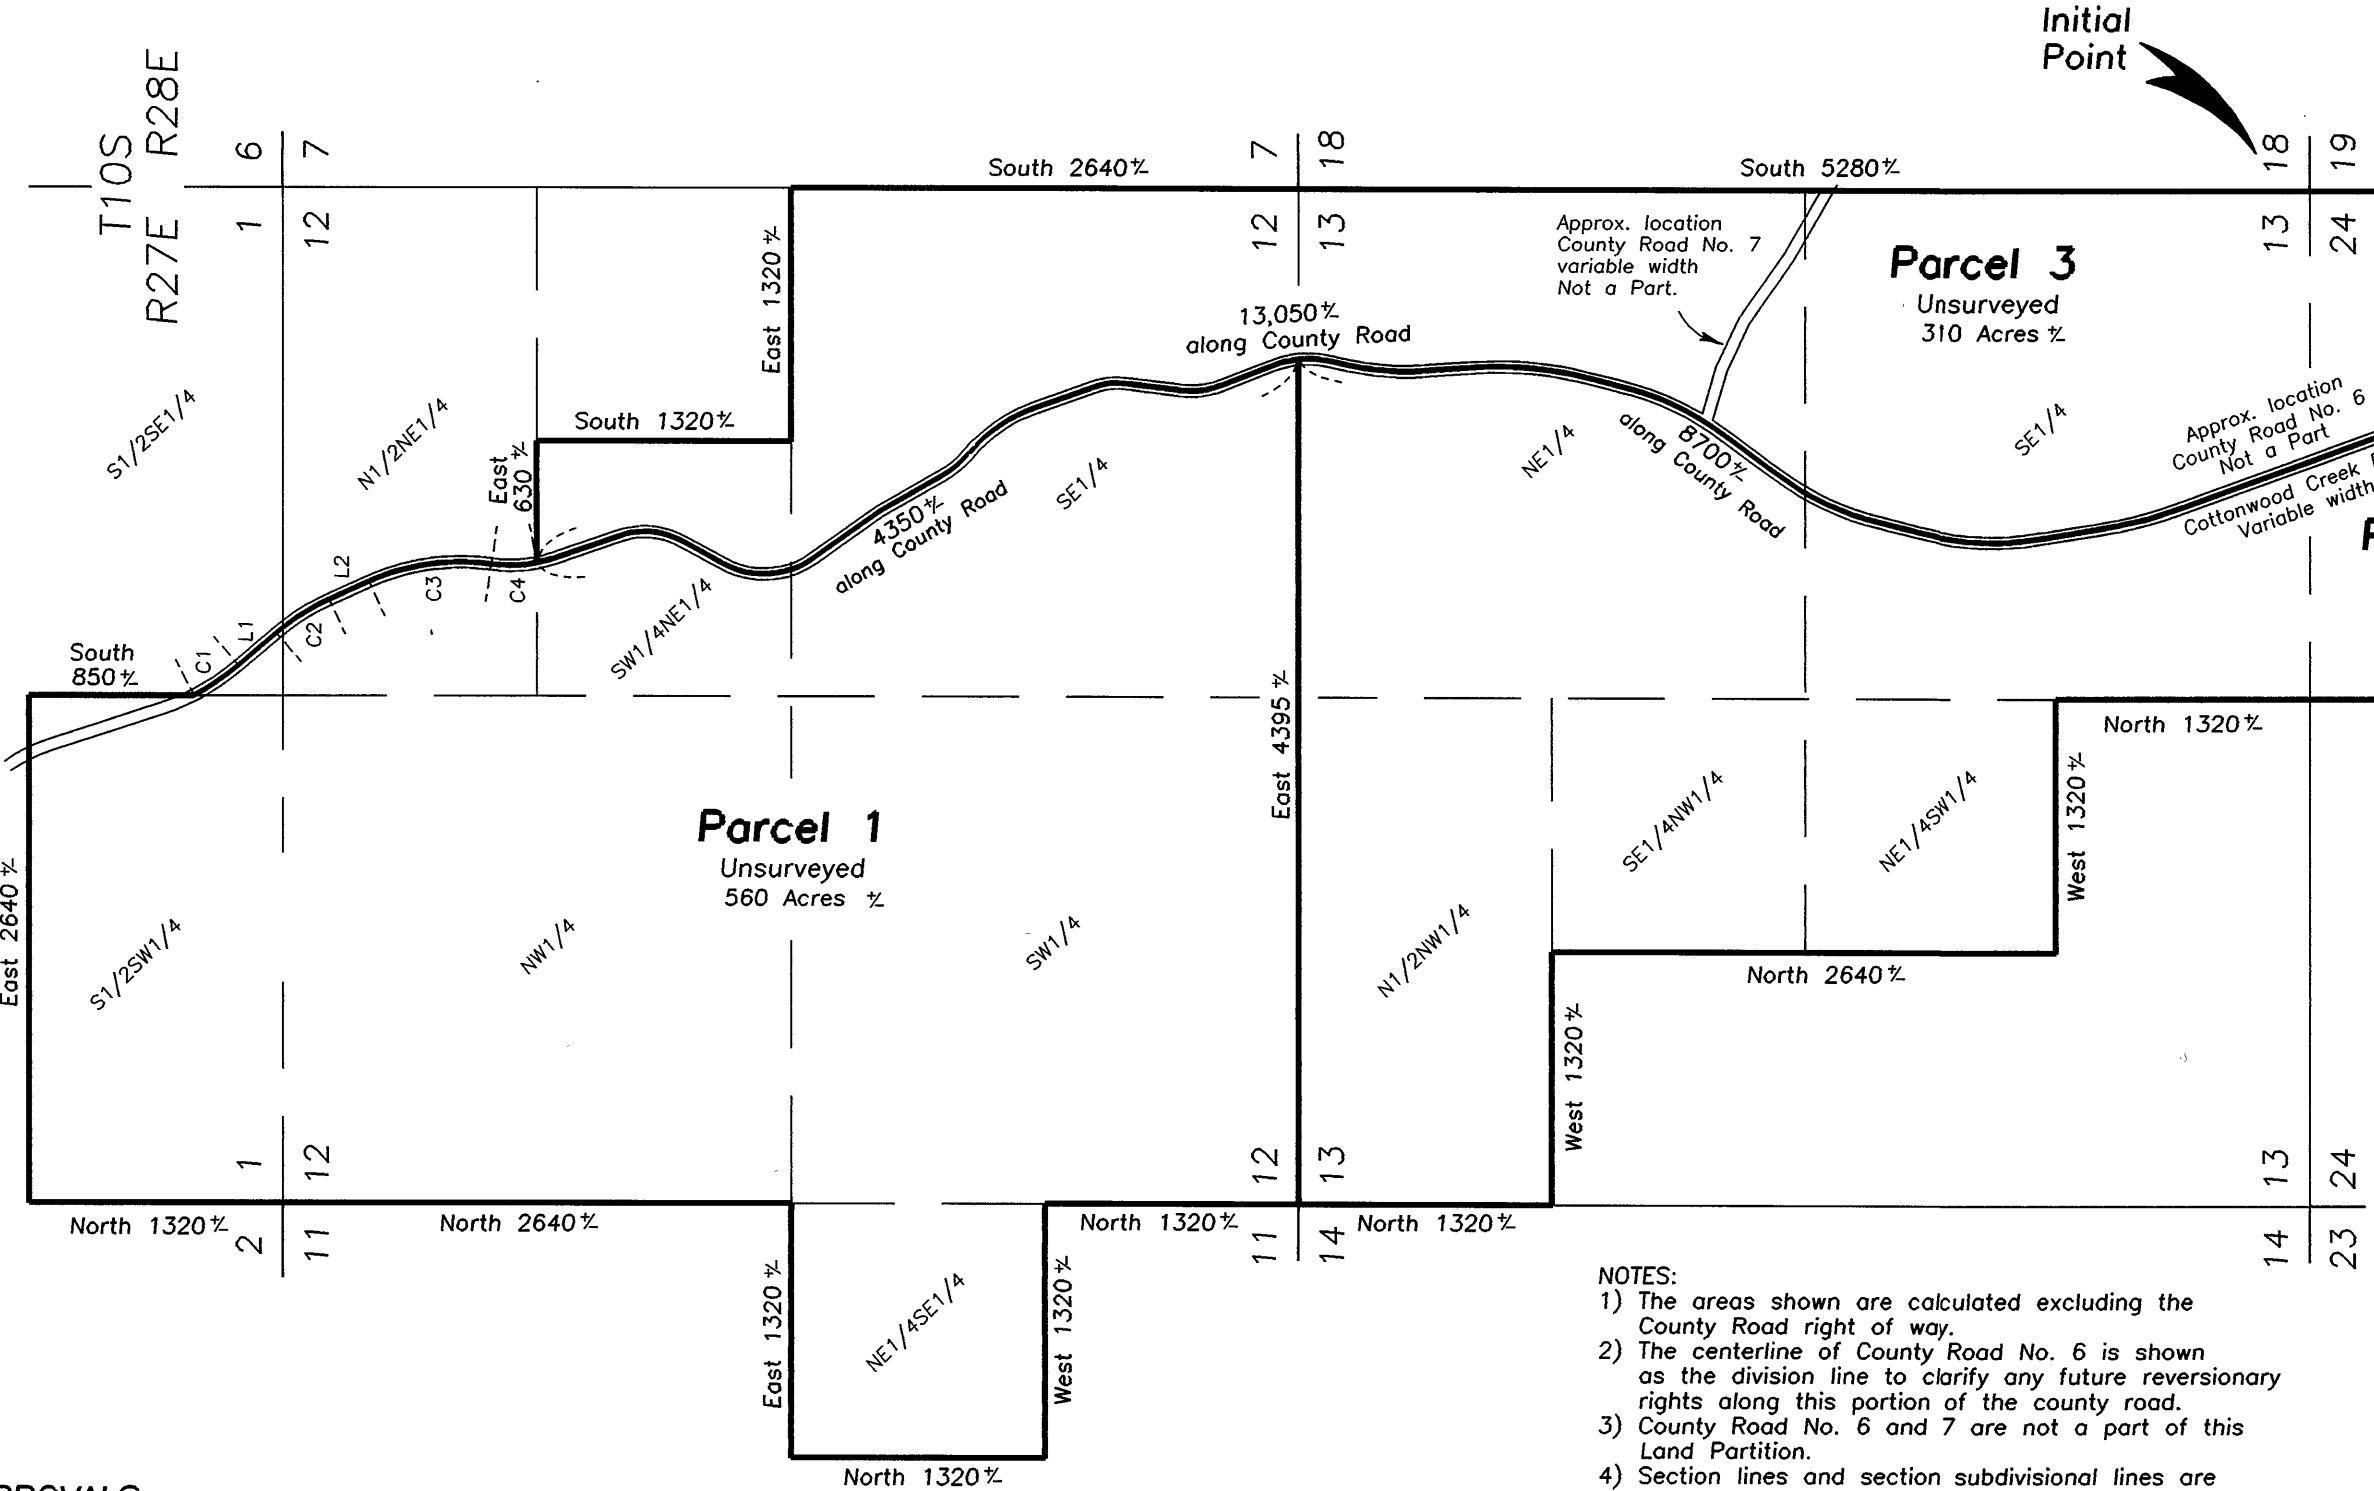 Initial
Point
T10S
R28E
R27E
6
7
1
12
7
18
12
13
18
19
13
24
South 2640±
South 5280±
East 1320±
Approx. location
County Road No. 7
variable width
Not a Part.
Parcel 3
Unsurveyed
310 Acres ±
13,050±
along County Road
S1/2SE1/4
N1/2NE1/4
South 1320±
East
630±
SE1/4
NE1/4
SE1/4
8700±
along County Road
Approx. location
County Road No. 6
Not a Part
Cottonwood Creek
Variable width
4350±
along County Road
SW1/4NE1/4
C1
L1
C2
L2
C3
C4
South
850±
East 4395±
North 1320±
West 1320±
SE1/4NW1/4
NE1/4SW1/4
Parcel 1
Unsurveyed
560 Acres ±
East 2640±
S1/2SW1/4
NW1/4
SW1/4
N1/2NW1/4
North 2640±
West 1320±
1
12
12
13
13
24
North 1320±
2
11
North 2640±
North 1320±
11
14
North 1320±
14
23
East 1320±
NE1/4SE1/4
West 1320±
North 1320±
NOTES:
1) The areas shown are calculated excluding the
County Road right of way.
2) The centerline of County Road No. 6 is shown
as the division line to clarify any future reversionary
rights along this portion of the county road.
3) County Road No. 6 and 7 are not a part of this
Land Partition.
4) Section lines and section subdivisional lines are